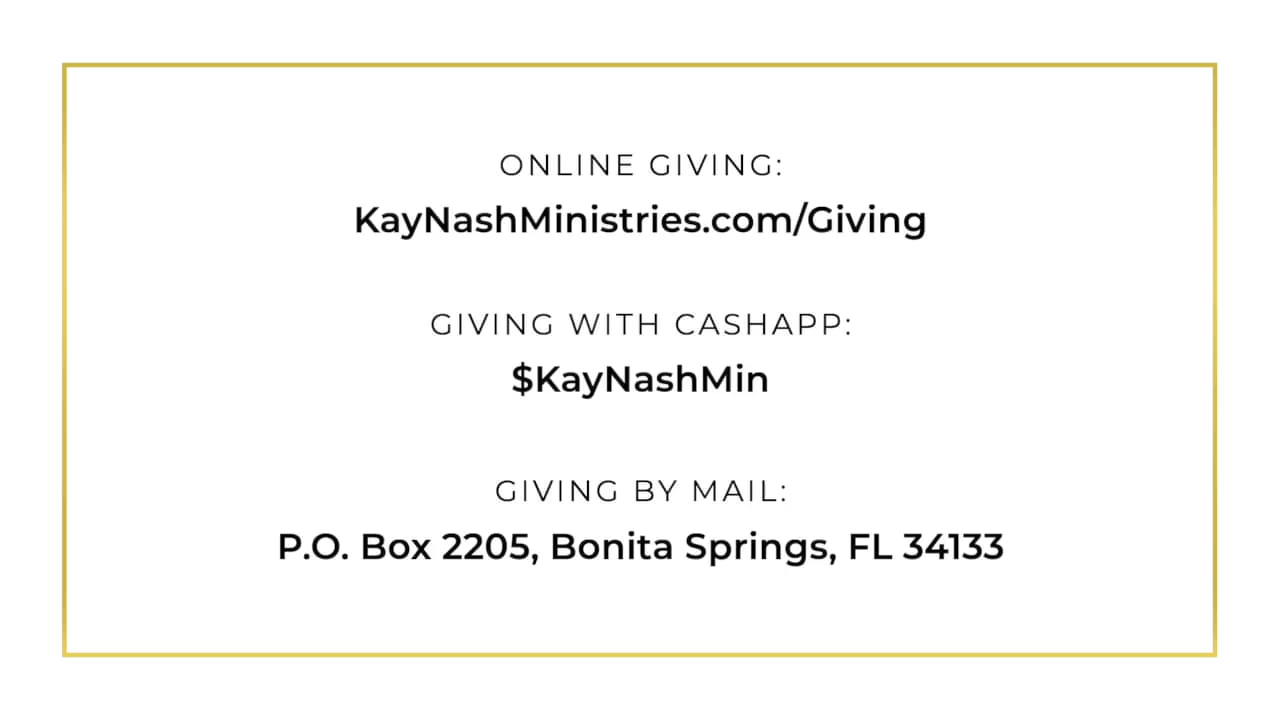 ONLINE GIVING:
KayNashMinistries.com/Giving
GIVING WITH CASHAPP:
$KayNashMin
GIVING BY MAIL:
P.O. Box 2205, Bonita Springs, FL 34133